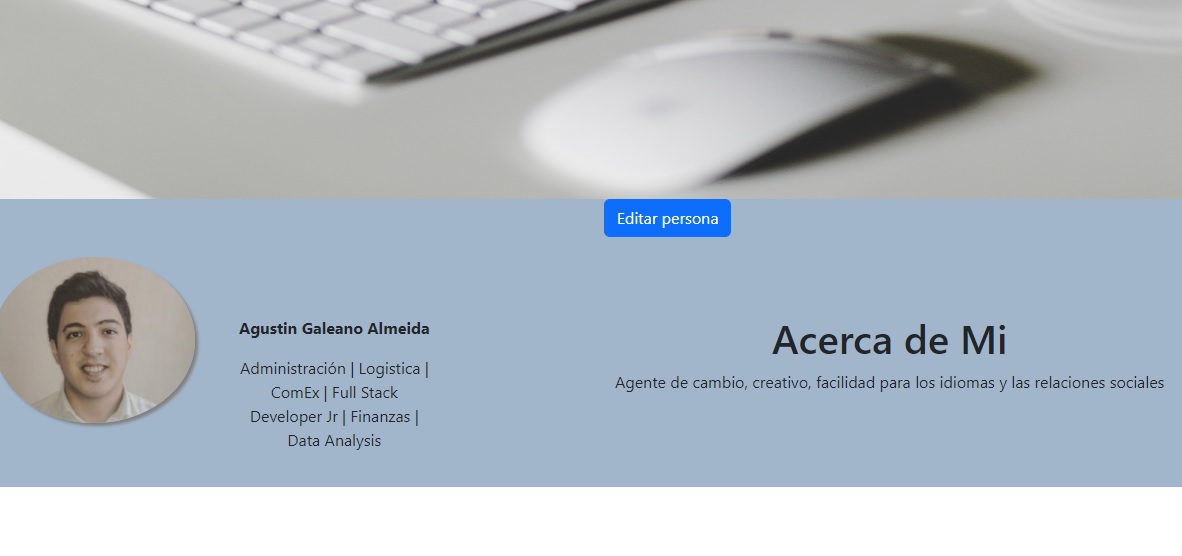 Editar persona
Agustin Galeano Almeida
Administración | Logistica |
ComEx | Full Stack
Developer Jr | Finanzas |
Data Analysis
Acerca de Mi
Agente de cambio, creativo, facilidad para los idiomas y las relaciones sociales